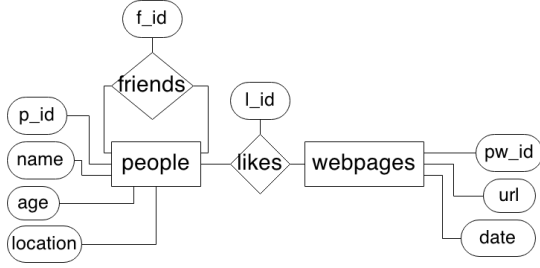 f_id
friends
l_id
p_id
name
people
likes
webpages
pw_id
age
url
location
date